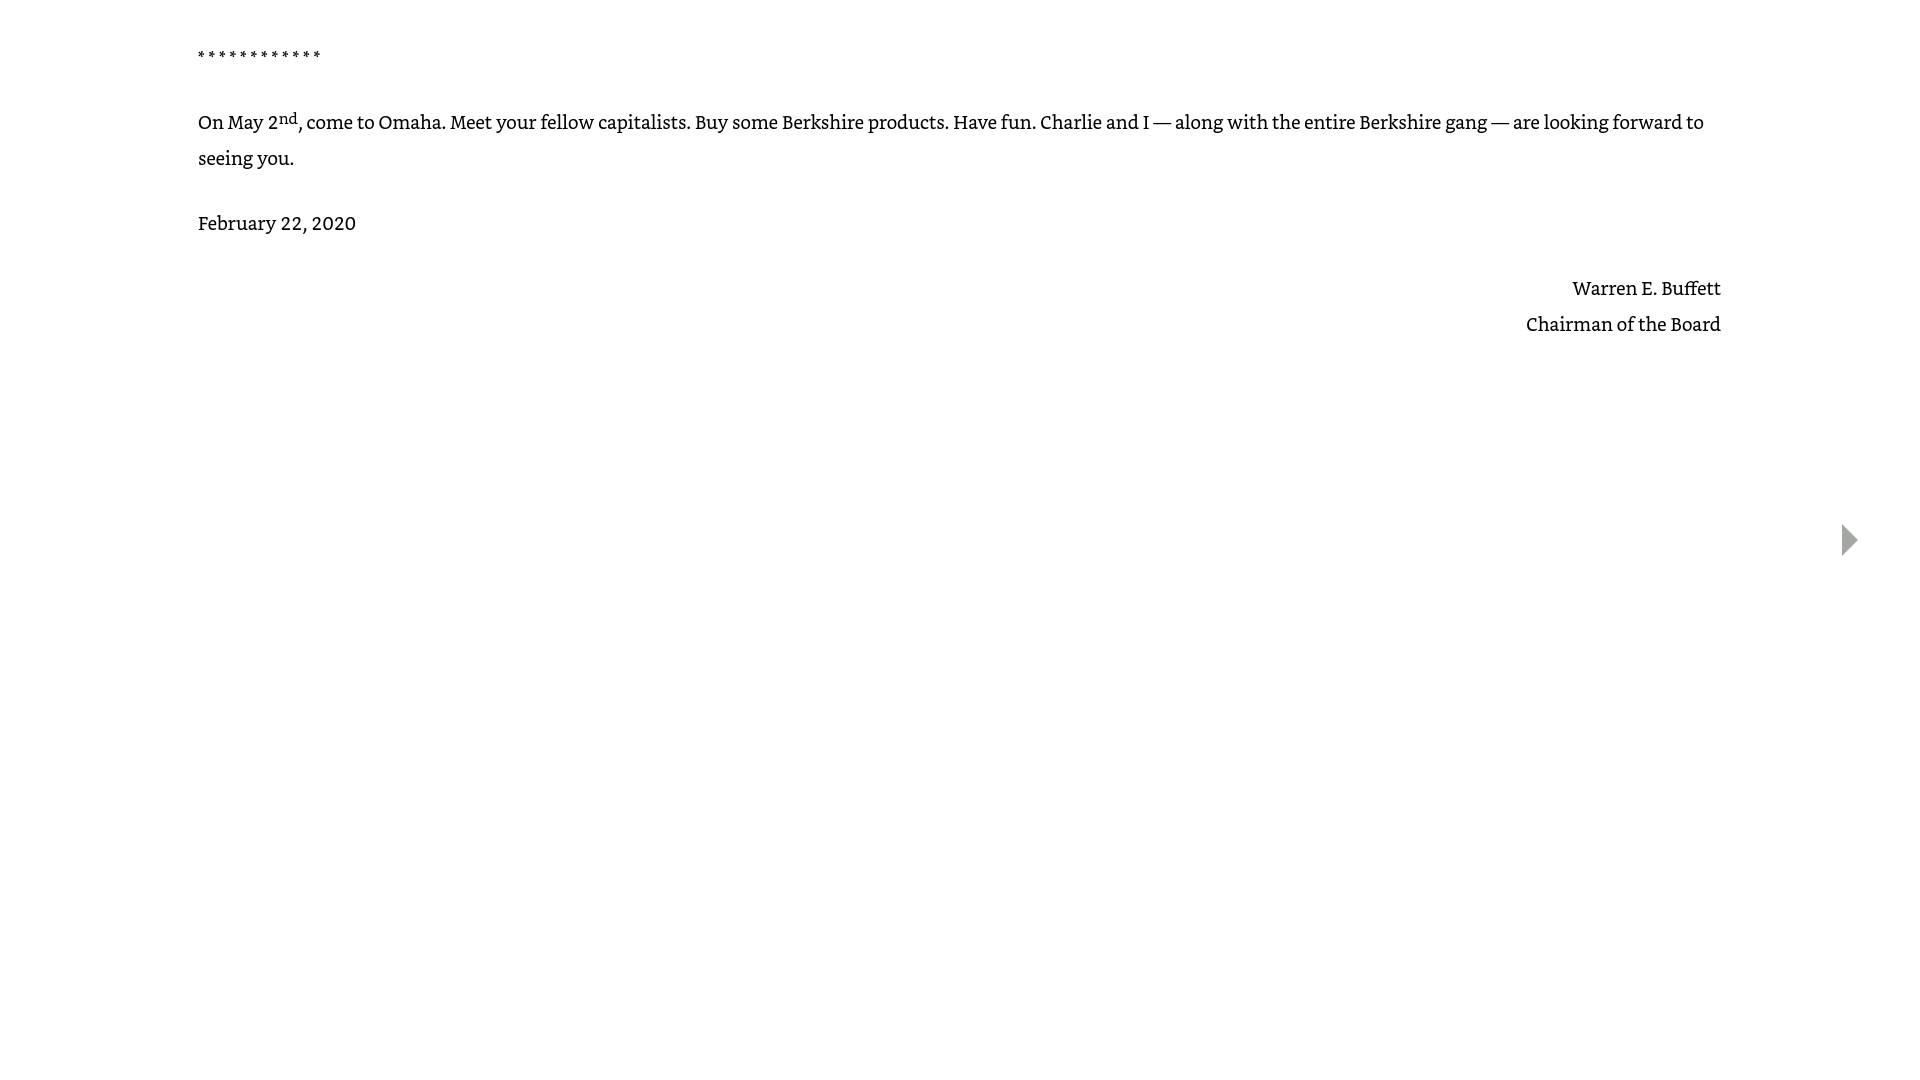 * * * * * * * * * * * *
On May 2nd, come to Omaha. Meet your fellow capitalists. Buy some Berkshire products. Have fun. Charlie and I — along with the entire Berkshire gang — are looking forward to
seeing you.
February 22, 2020
Warren E. Buffett
Chairman of the Board